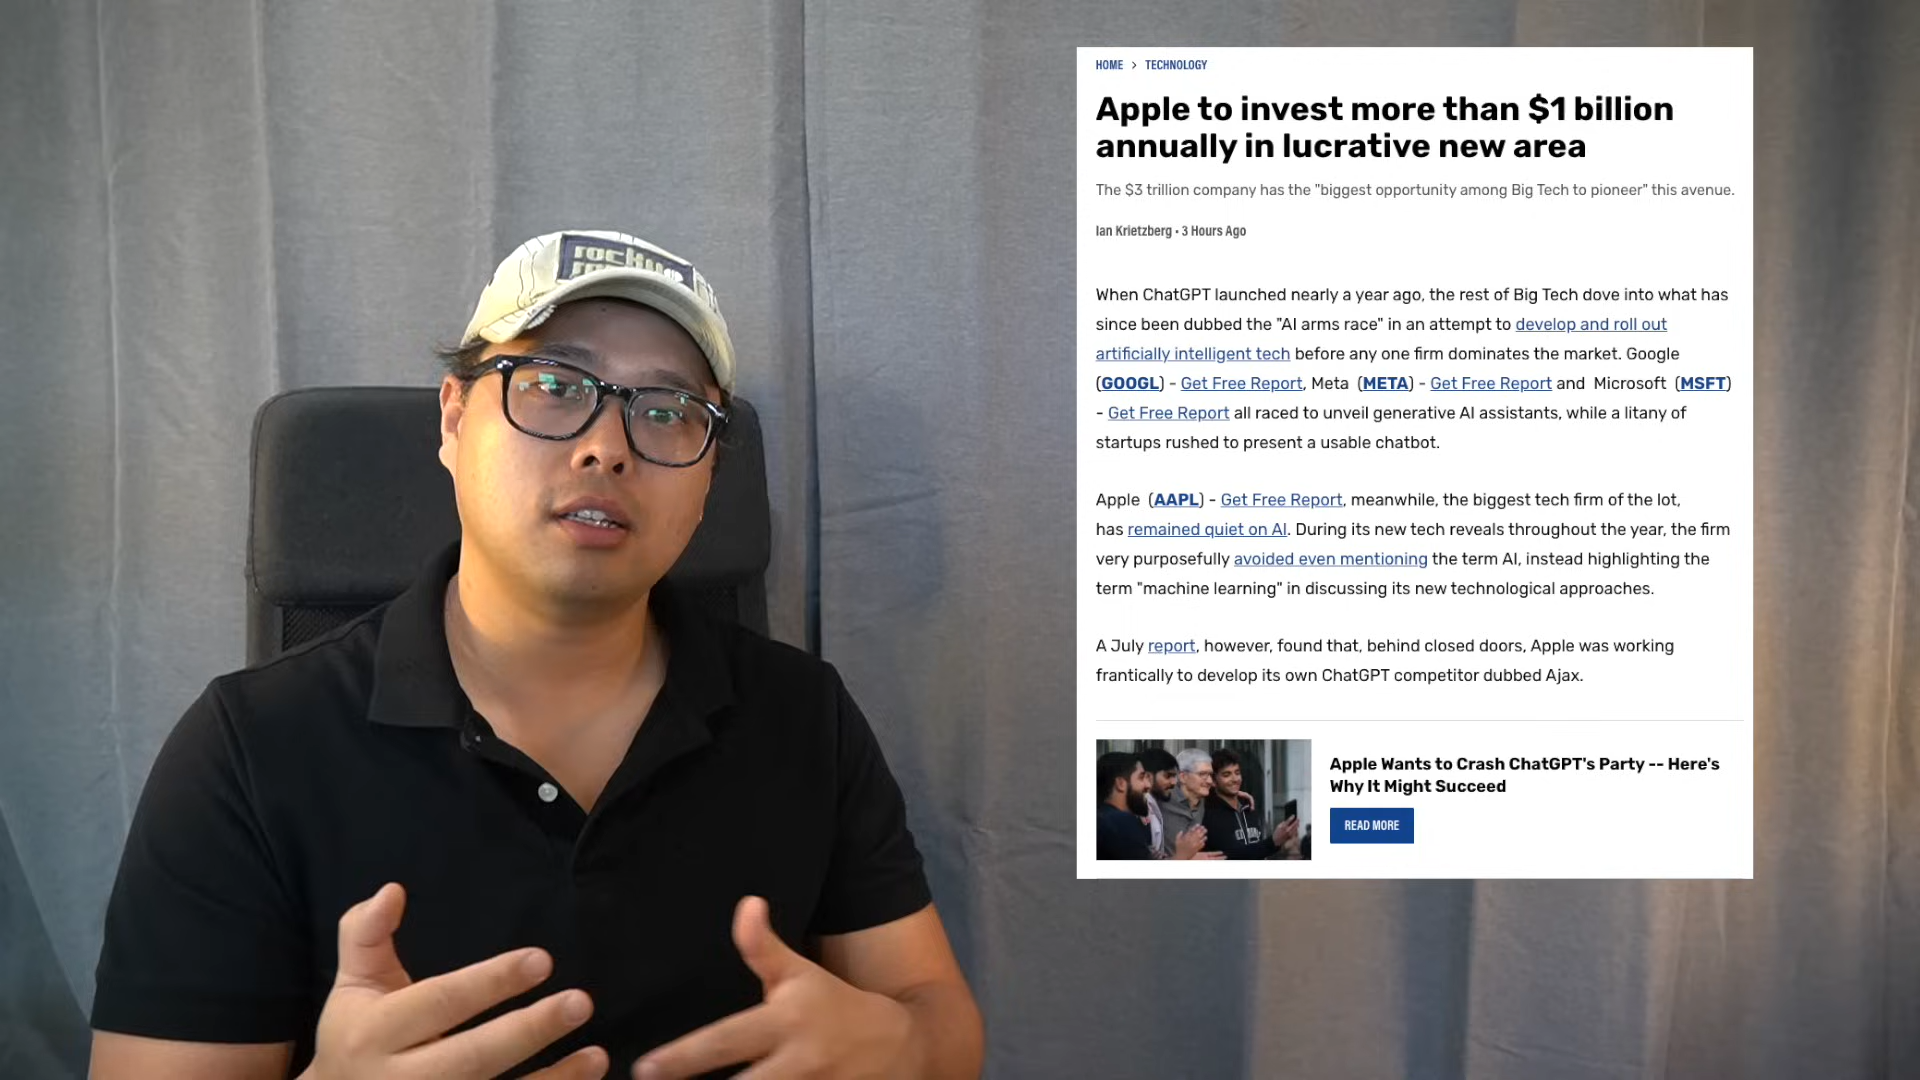 HOME > TECHNOLOGY
Apple to invest more than $1 billion
annually in lucrative new area
The $3 trillion company has the "biggest opportunity among Big Tech to pioneer" this avenue.
Ian Krietzberg • 3 Hours Ago
When ChatGPT launched nearly a year ago, the rest of Big Tech dove into what has
since been dubbed the "AI arms race" in an attempt to develop and roll out
artificially intelligent tech before any one firm dominates the market. Google
(GOOGL) - Get Free Report, Meta (META) - Get Free Report and Microsoft (MSFT)
- Get Free Report all raced to unveil generative AI assistants, while a litany of
startups rushed to present a usable chatbot.
Apple (AAPL) - Get Free Report, meanwhile, the biggest tech firm of the lot,
has remained quiet on AI. During its new tech reveals throughout the year, the firm
very purposefully avoided even mentioning the term AI, instead highlighting the
term "machine learning" in discussing its new technological approaches.
A July report, however, found that, behind closed doors, Apple was working
frantically to develop its own ChatGPT competitor dubbed Ajax.
Apple Wants to Crash ChatGPT's Party -- Here's
Why It Might Succeed
READ MORE